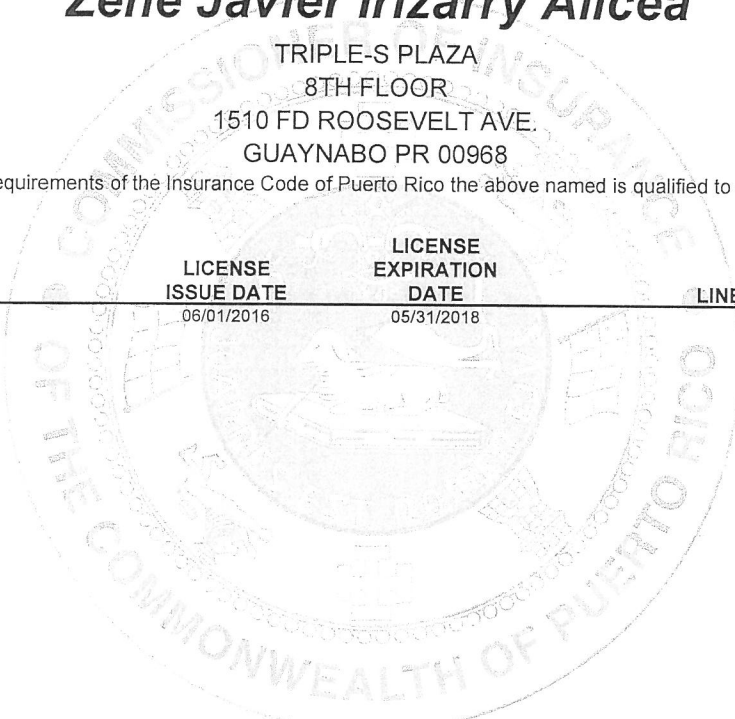 Zene Javier Irizarry Alicea
TRIPLE-S PLAZA
8TH FLOOR
1510 FD ROOSEVELT AVE.
GUAYNABO PR 00968
equirements of the Insurance Code of Puerto Rico the above named is qualified to
LICENSE ISSUE DATE
LICENSE EXPIRATION DATE
LINE
06/01/2016
05/31/2018
COMMISSIONER OF INSURANCE
OF THE COMMONWEALTH OF PUERTO RICO